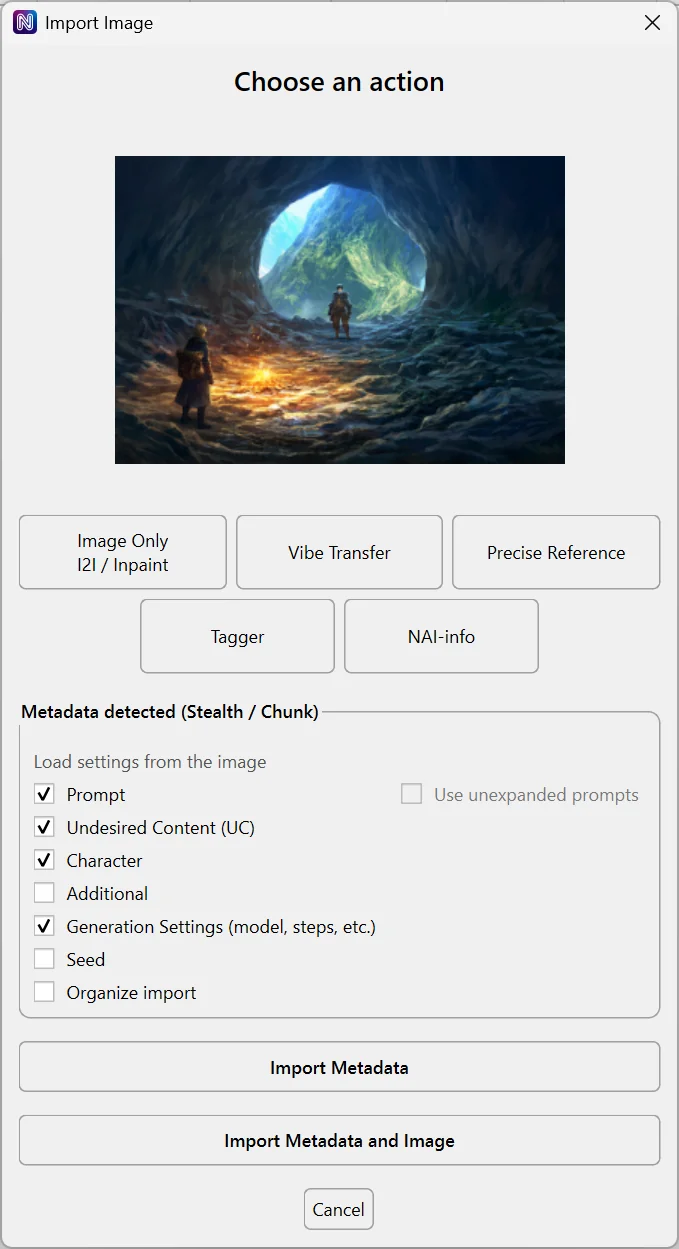 Import Image
Choose an action
Image Only
I2I / Inpaint
Vibe Transfer
Precise Reference
Tagger
NAI-info
Metadata detected (Stealth / Chunk)
Load settings from the image
Prompt
Use unexpanded prompts
Undesired Content (UC)
Character
Additional
Generation Settings (model, steps, etc.)
Seed
Organize import
Import Metadata
Import Metadata and Image
Cancel